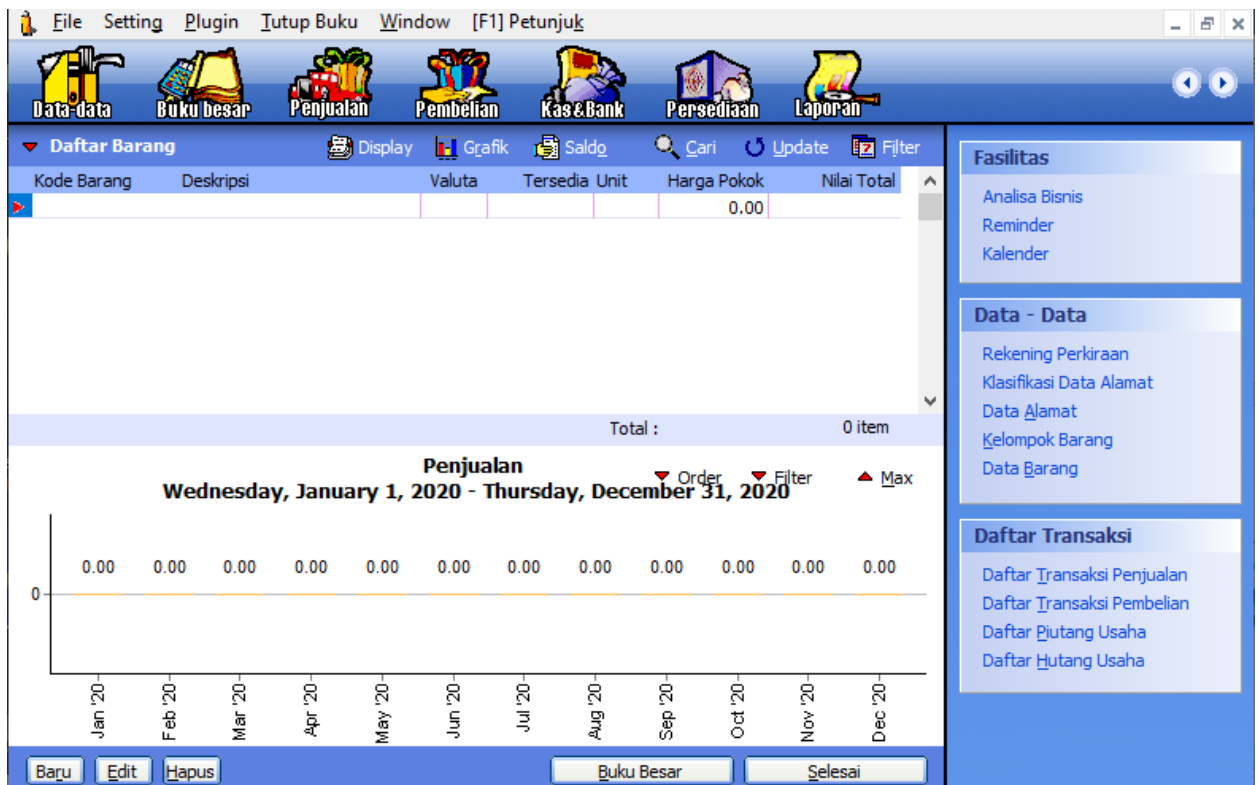 File Setting Plugin Tutup Buku Window [F1] Petunjuk
Data-data Buku besar Penjualan Pembelian Kas&Bank Persediaan Laporan
Daftar Barang Display Grafik Saldo Cari Update Filter
Kode Barang Deskripsi Valuta Tersedia Unit Harga Pokok Nilai Total
0.00
Total : 0 item
Penjualan
Order Filter Max
Wednesday, January 1, 2020 - Thursday, December 31, 2020
0.00 0.00 0.00 0.00 0.00 0.00 0.00 0.00 0.00 0.00 0.00 0.00
0
Jan '20 Feb '20 Mar '20 Apr '20 May '20 Jun '20 Jul '20 Aug '20 Sep '20 Oct '20 Nov '20 Dec '20
Baru Edit Hapus Buku Besar Selesai
Fasilitas
Analisa Bisnis
Reminder
Kalender
Data - Data
Rekening Perkiraan
Klasifikasi Data Alamat
Data Alamat
Kelompok Barang
Data Barang
Daftar Transaksi
Daftar Transaksi Penjualan
Daftar Transaksi Pembelian
Daftar Piutang Usaha
Daftar Hutang Usaha